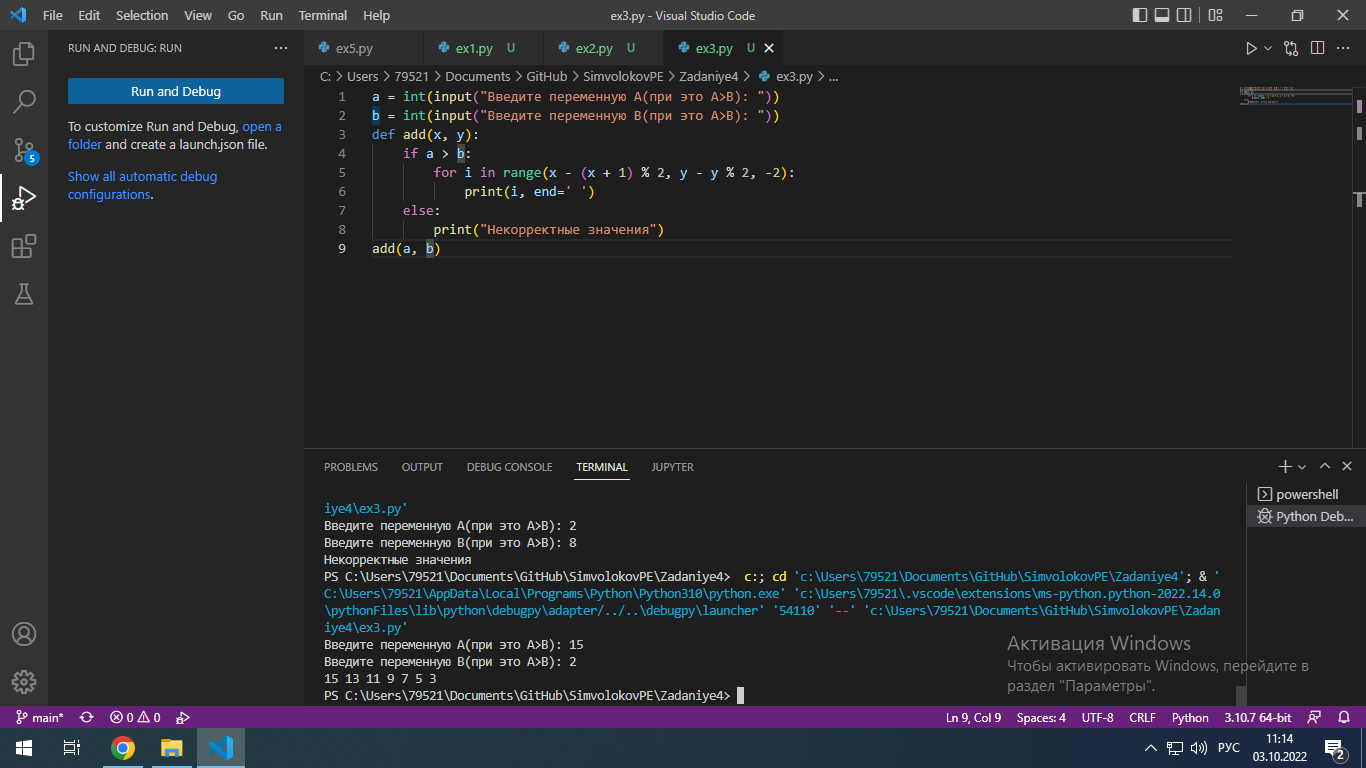 File Edit Selection View Go Run Terminal Help ex3.py - Visual Studio Code
RUN AND DEBUG: RUN ...
ex5.py ex1.py U ex2.py U ex3.py U
C: > Users > 79521 > Documents > GitHub > SimvolokovPE > Zadaniye4 > ex3.py > ...
Run and Debug
To customize Run and Debug, open a
folder and create a launch.json file.
Show all automatic debug
configurations.
5
1 a = int(input("Введите переменную A(при это A>B): "))
2 b = int(input("Введите переменную B(при это A>B): "))
3 def add(x, y):
4 if a > b:
5 for i in range(x - (x + 1) % 2, y - y % 2, -2):
6 print(i, end=' ')
7 else:
8 print("Некорректные значения")
9 add(a, b)
PROBLEMS OUTPUT DEBUG CONSOLE TERMINAL JUPYTER
powershell
Python Deb...
iye4\ex3.py'
Введите переменную A(при это A>B): 2
Введите переменную B(при это A>B): 8
Некорректные значения
PS C:\Users\79521\Documents\GitHub\SimvolokovPE\Zadaniye4> c:; cd 'c:\Users\79521\Documents\GitHub\SimvolokovPE\Zadaniye4'; & '
C:\Users\79521\AppData\Local\Programs\Python\Python310\python.exe' 'c:\Users\79521\.vscode\extensions\ms-python.python-2022.14.0
\pythonFiles\lib\python\debugpy\adapter/../..\debugpy\launcher' '54110' '--' 'c:\Users\79521\Documents\GitHub\SimvolokovPE\Zadan
iye4\ex3.py'
Введите переменную A(при это A>B): 15
Введите переменную B(при это A>B): 2
15 13 11 9 7 5 3
PS C:\Users\79521\Documents\GitHub\SimvolokovPE\Zadaniye4>
Активация Windows
Чтобы активировать Windows, перейдите в
раздел "Параметры".
main* 0 0 Ln 9, Col 9 Spaces: 4 UTF-8 CRLF Python 3.10.7 64-bit
РУС 11:14
03.10.2022
2